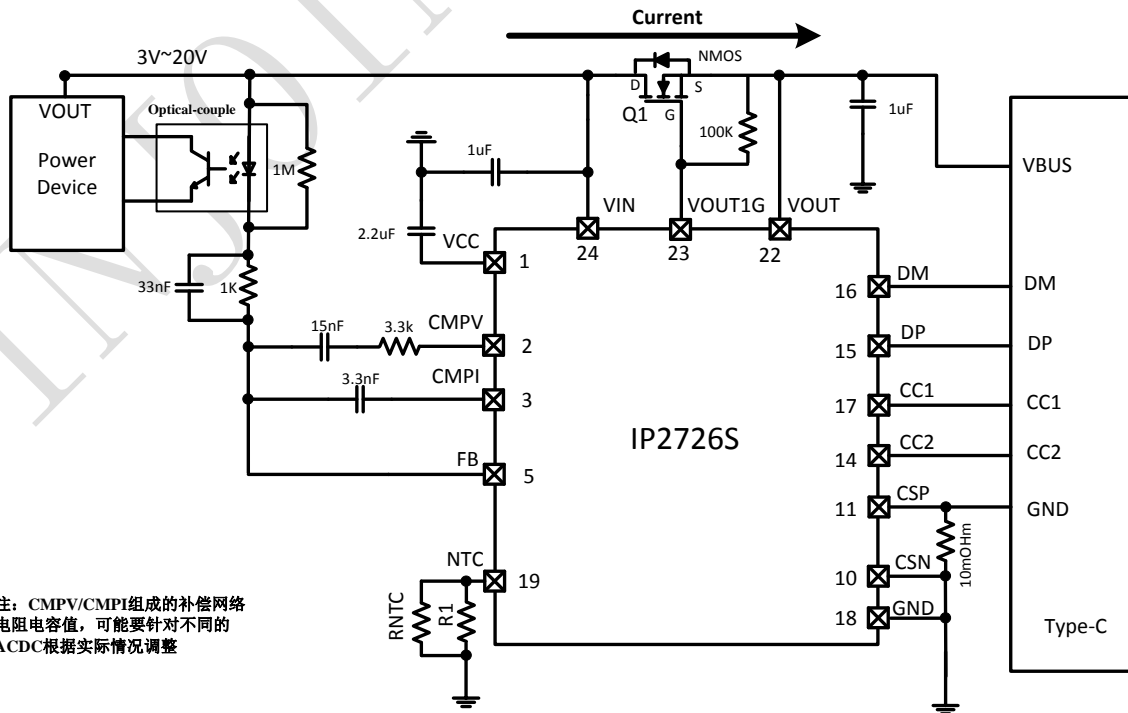 Current
3V~20V
NMOS
D
S
Q1
G
100K
1uF
VOUT
Power
Device
Optical-couple
1M
1uF
2.2uF
VCC
1
VIN
24
VOUT1G
23
VOUT
22
33nF
1K
15nF
3.3k
CMPV
2
3.3nF
CMPI
3
FB
5
NTC
19
RNTC
R1
IP2726S
16
DM
15
DP
17
CC1
14
CC2
11
CSP
10
CSN
18
GND
10mOHm
VBUS
DM
DP
CC1
CC2
GND
Type-C
注：CMPV/CMPI组成的补偿网络
电阻电容值，可能要针对不同的
ACDC根据实际情况调整
INJOI